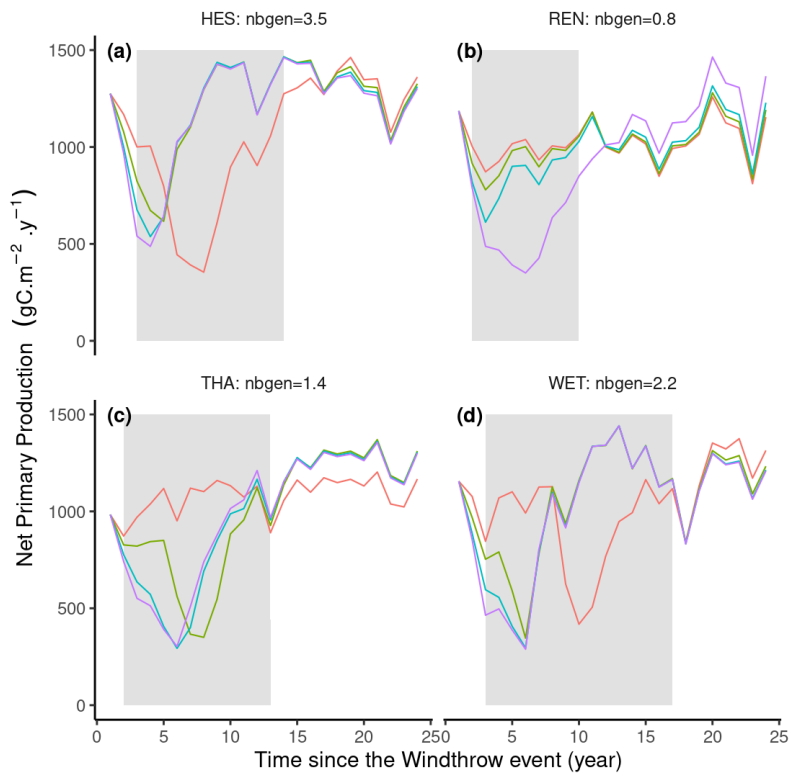 HES: nbgen=3.5
REN: nbgen=0.8
(a)
(b)
1500
1000
500
0
THA: nbgen=1.4
WET: nbgen=2.2
(c)
(d)
1500
1000
500
0
0 5 10 15 20 25 0 5 10 15 20 25
Time since the Windthrow event (year)
Net Primary Production (gC.m⁻² .y⁻¹)